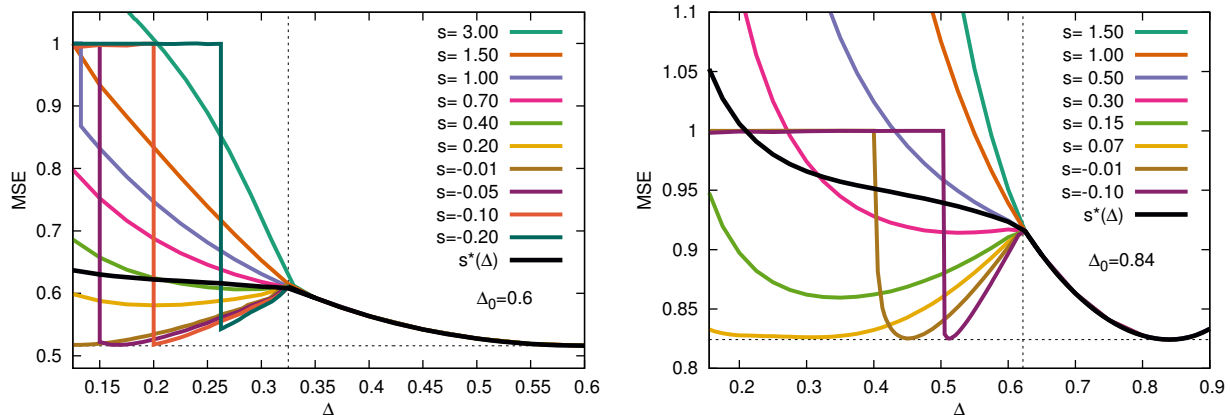 MSE
1
0.9
0.8
0.7
0.6
0.5
0.15
0.2
0.25
0.3
0.35
0.4
0.45
0.5
0.55
0.6
Δ
s= 3.00
s= 1.50
s= 1.00
s= 0.70
s= 0.40
s= 0.20
s=-0.01
s=-0.05
s=-0.10
s=-0.20
s*(Δ)
Δ0=0.6
MSE
1.1
1.05
1
0.95
0.9
0.85
0.8
0.2
0.3
0.4
0.5
0.6
0.7
0.8
0.9
Δ
s= 1.50
s= 1.00
s= 0.50
s= 0.30
s= 0.15
s= 0.07
s=-0.01
s=-0.10
s*(Δ)
Δ0=0.84